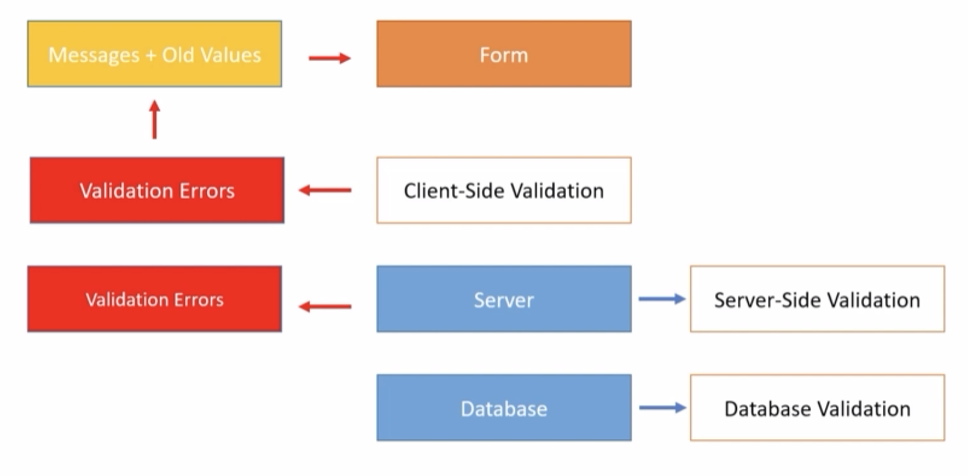 Messages + Old Values
Form
Validation Errors
Client-Side Validation
Validation Errors
Server
Server-Side Validation
Database
Database Validation